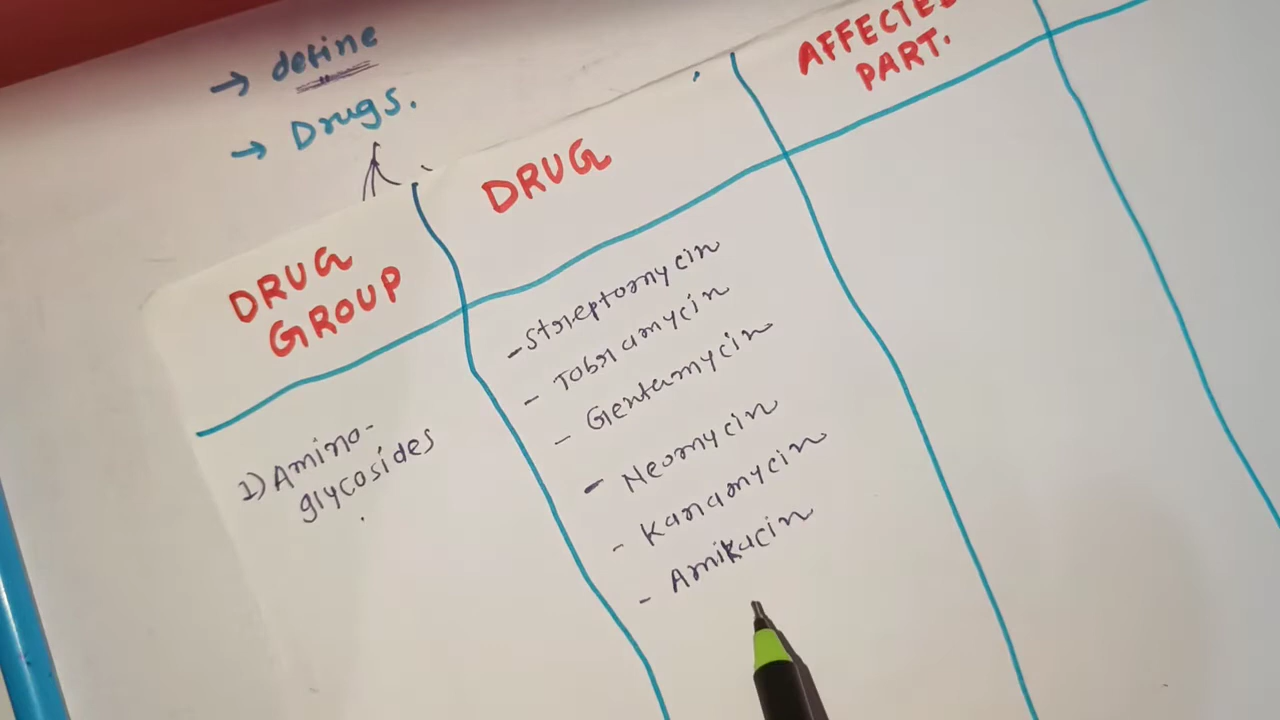 → define
→ Drugs.
DRUG GROUP
DRUG
AFFECTED PART.
1) Amino-
glycosides
- Streptomycin
- Tobramycin
- Gentamycin
- Neomycin
- Kanamycin
- Amikacin